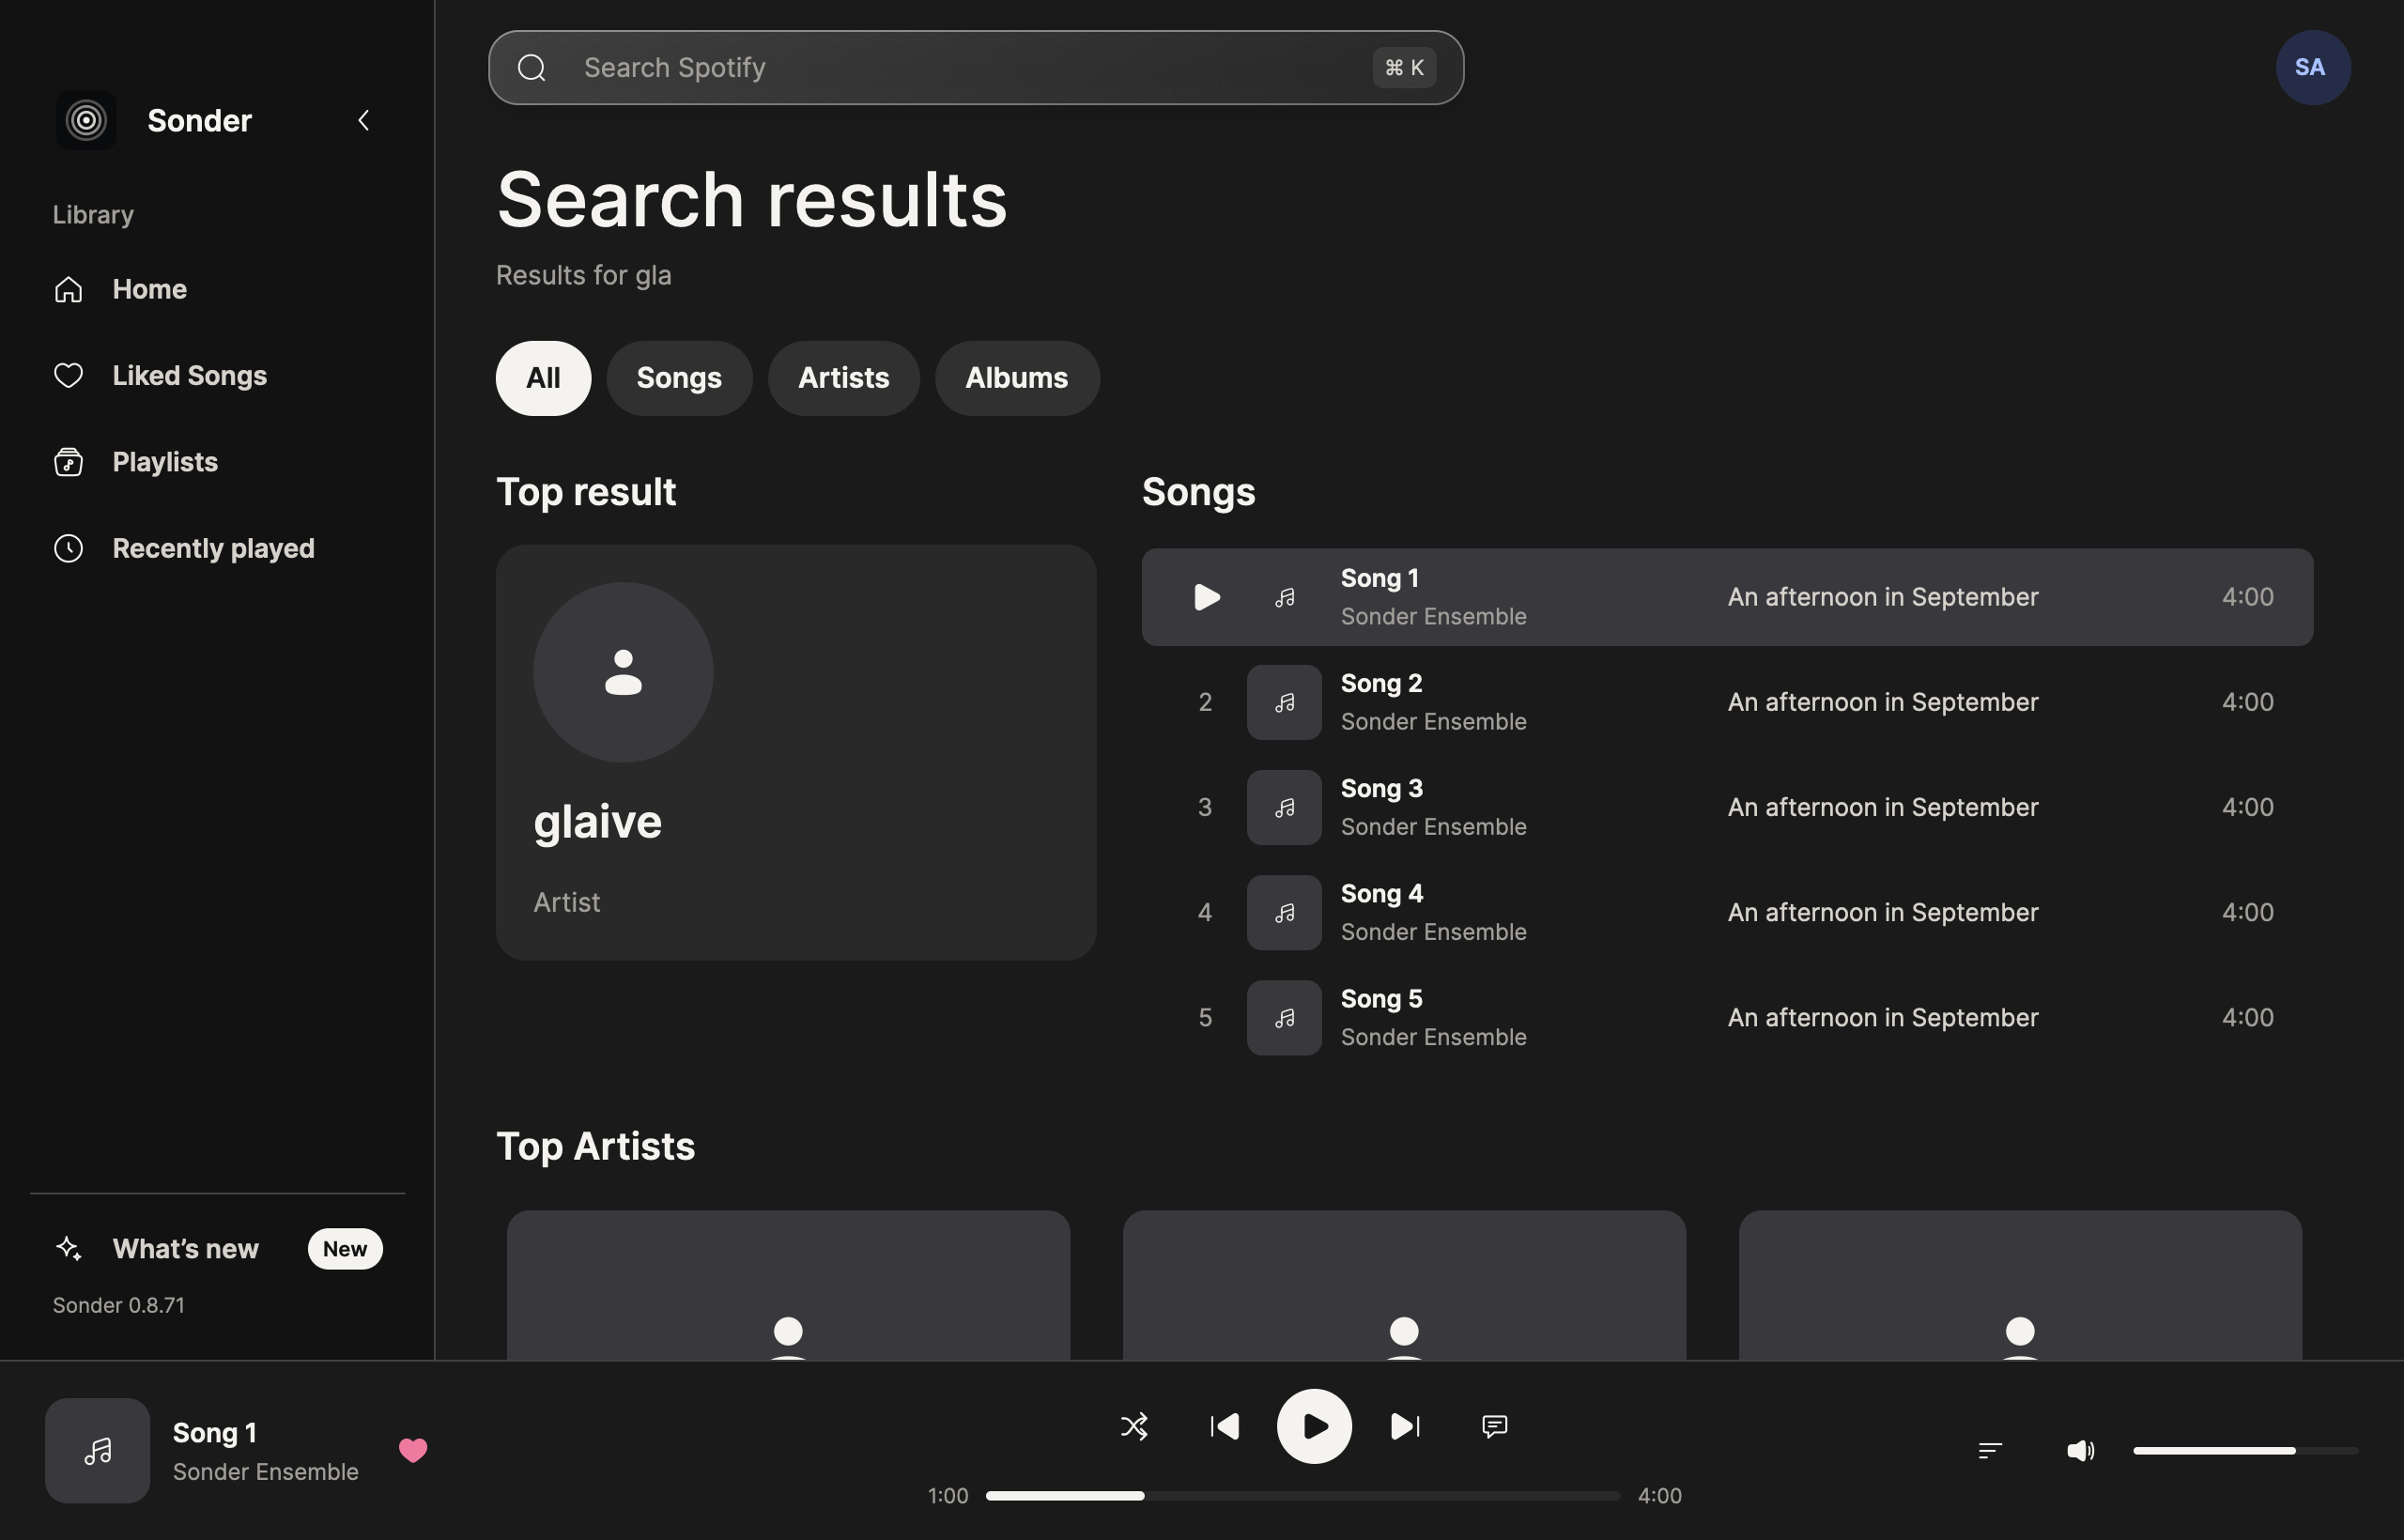 Search Spotify
⌘ K
SA
Sonder
Library
Home
Liked Songs
Playlists
Recently played
What’s new
New
Sonder 0.8.71
Search results
Results for gla
All
Songs
Artists
Albums
Top result
glaive
Artist
Songs
Song 1
Sonder Ensemble
An afternoon in September
4:00
2
Song 2
Sonder Ensemble
An afternoon in September
4:00
3
Song 3
Sonder Ensemble
An afternoon in September
4:00
4
Song 4
Sonder Ensemble
An afternoon in September
4:00
5
Song 5
Sonder Ensemble
An afternoon in September
4:00
Top Artists
Song 1
Sonder Ensemble
1:00
4:00